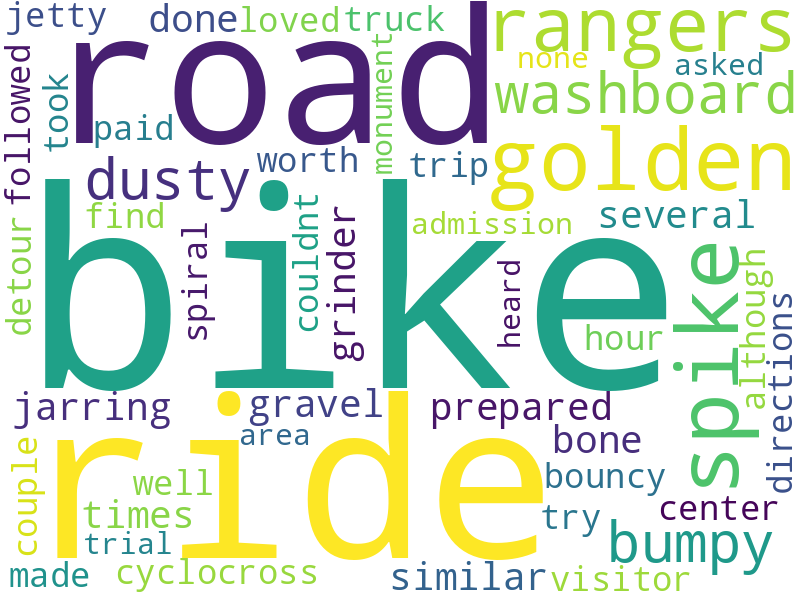 jetty
done
loved
truck
rangers
road
none
asked
followed
took
monument
washboard
paid
worth
trip
golden
dusty
find
admission
several
bike
detour
spiral
couldnt
grinder
heard
hour
spike
although
directions
jarring
gravel
prepared
area
bone
ride
couple
well
times
bouncy
try
center
trial
bumpy
made
cyclocross
similar
visitor